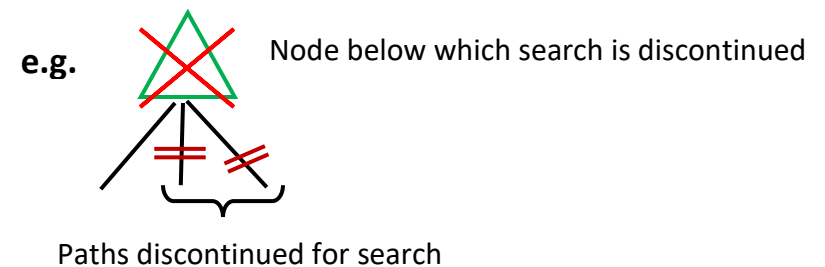 e.g.
Node below which search is discontinued
Paths discontinued for search